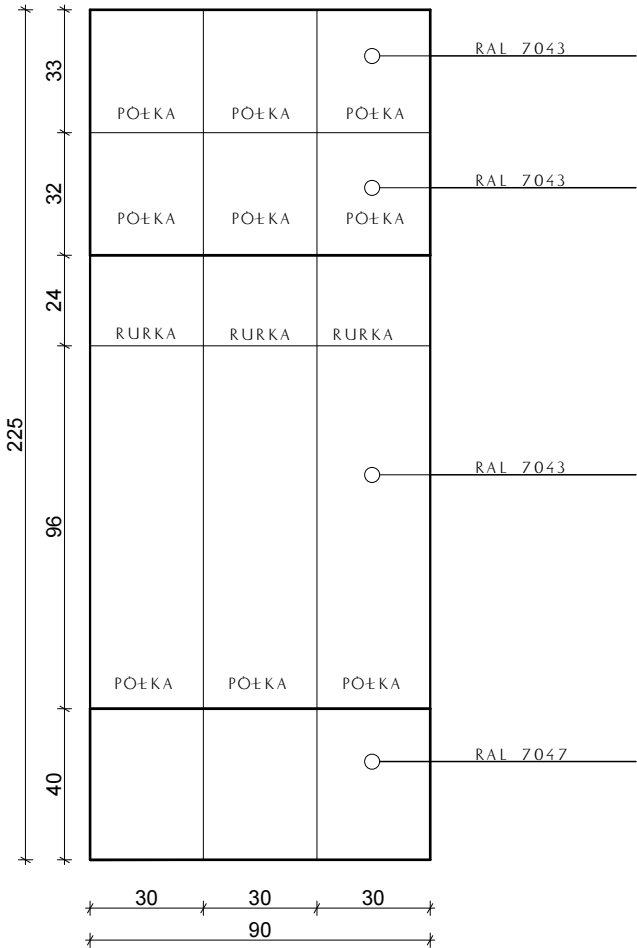 33
RAL 7043
PÓŁKA PÓŁKA PÓŁKA
32
RAL 7043
PÓŁKA PÓŁKA PÓŁKA
24
RURKA RURKA RURKA
225
RAL 7043
96
PÓŁKA PÓŁKA PÓŁKA
RAL 7047
40
30 30 30
90